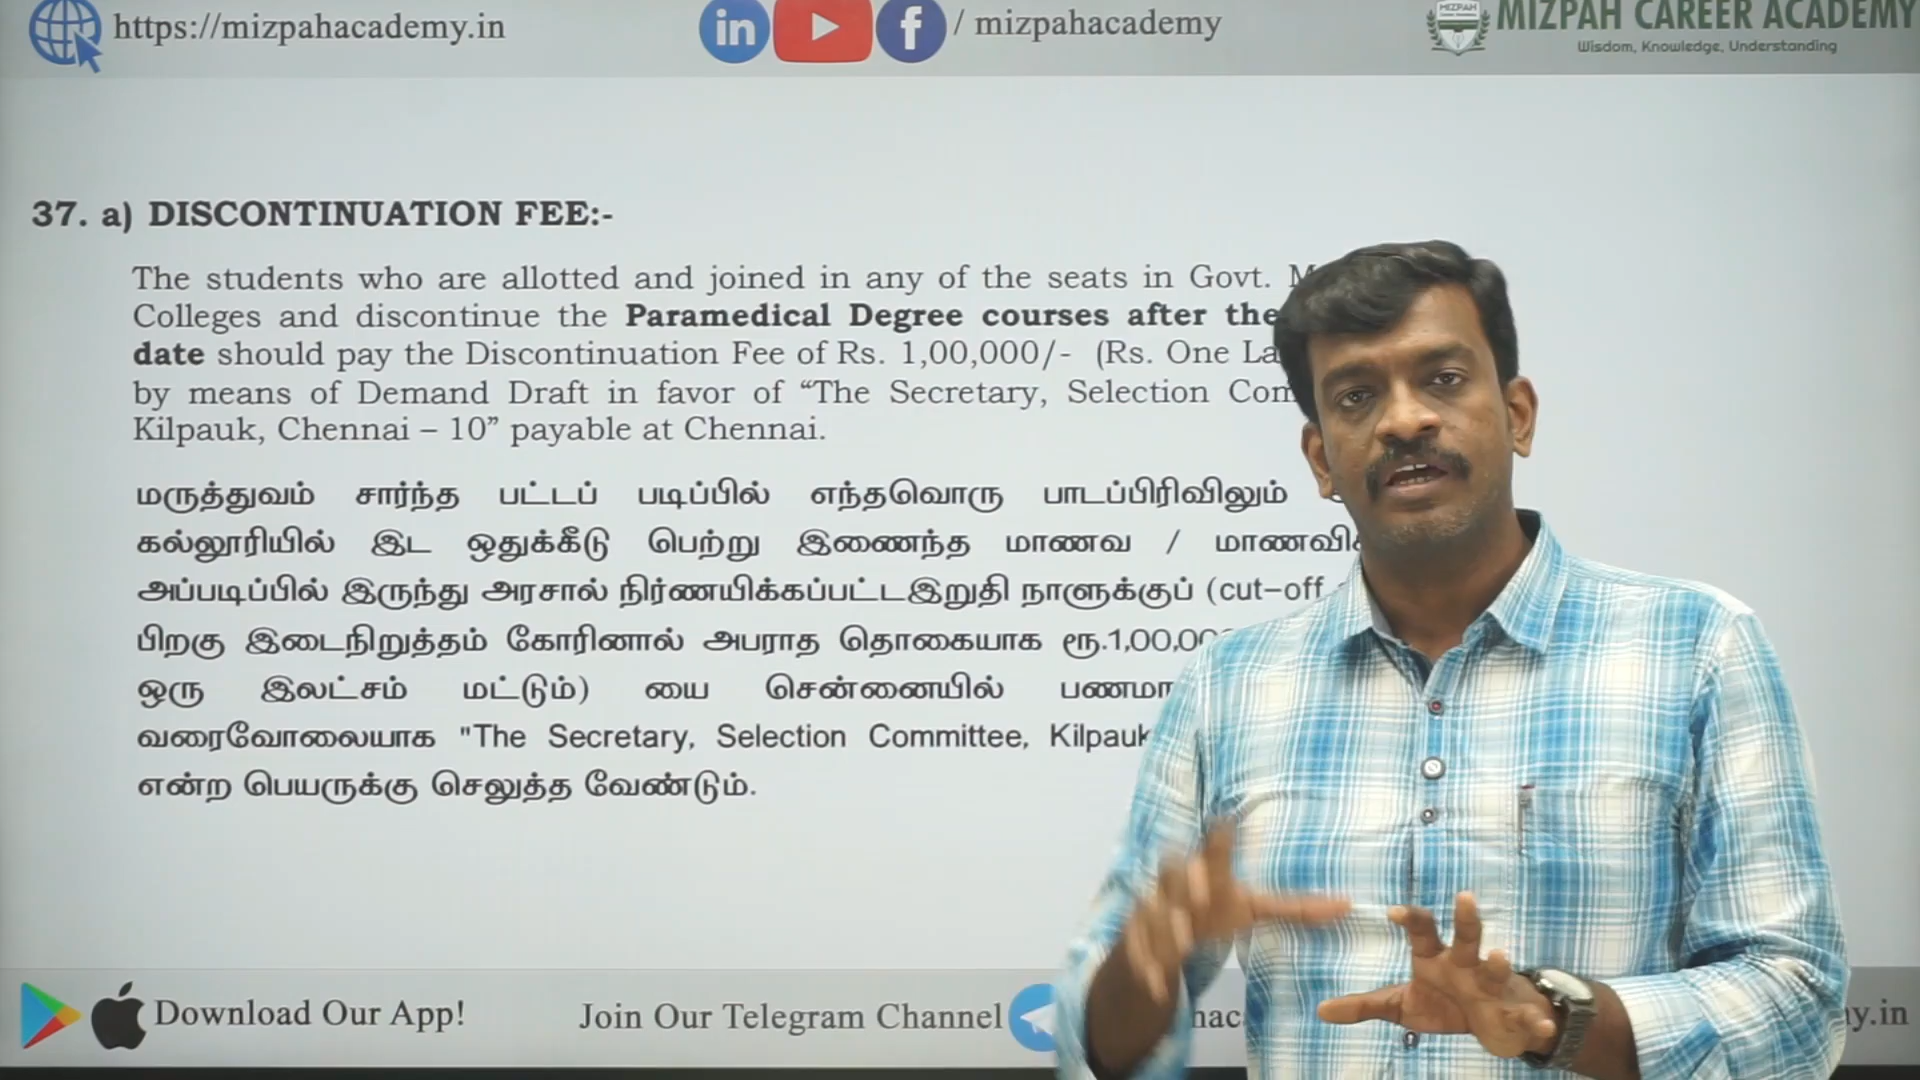 https://mizpahacademy.in
in f / mizpahacademy
MIZPAH CAREER ACADEMY
Wisdom, Knowledge, Understanding
37. a) DISCONTINUATION FEE:-
The students who are allotted and joined in any of the seats in Govt.
Colleges and discontinue the Paramedical Degree courses after the
date should pay the Discontinuation Fee of Rs. 1,00,000/- (Rs. One
by means of Demand Draft in favor of “The Secretary, Selection
Kilpauk, Chennai – 10” payable at Chennai.
மருத்துவம் சார்ந்த பட்டப் படிப்பில் எந்தவொரு பாடப்பிரிவிலும்
கல்லூரியில் இட ஒதுக்கீடு பெற்று இணைந்த மாணவ /
அப்படிப்பில் இருந்து அரசால் நிர்ணயிக்கப்பட்டஇறுதி நாளுக்குப் (cut-off
பிறகு இடைநிறுத்தம் கோரினால் அபராத தொகையாக
ஒரு இலட்சம் மட்டும்) யை சென்னையில்
வரைவோலையாக "The Secretary, Selection Committee, Kilpauk
என்ற பெயருக்கு செலுத்த வேண்டும்.
Download Our App!
Join Our Telegram Channel